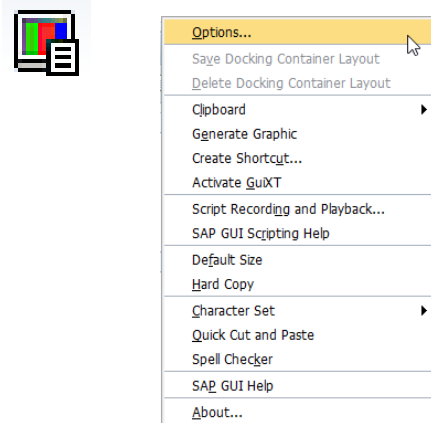 Options...
Save Docking Container Layout
Delete Docking Container Layout
Clipboard
Generate Graphic
Create Shortcut...
Activate GuiXT
Script Recording and Playback...
SAP GUI Scripting Help
Default Size
Hard Copy
Character Set
Quick Cut and Paste
Spell Checker
SAP GUI Help
About...